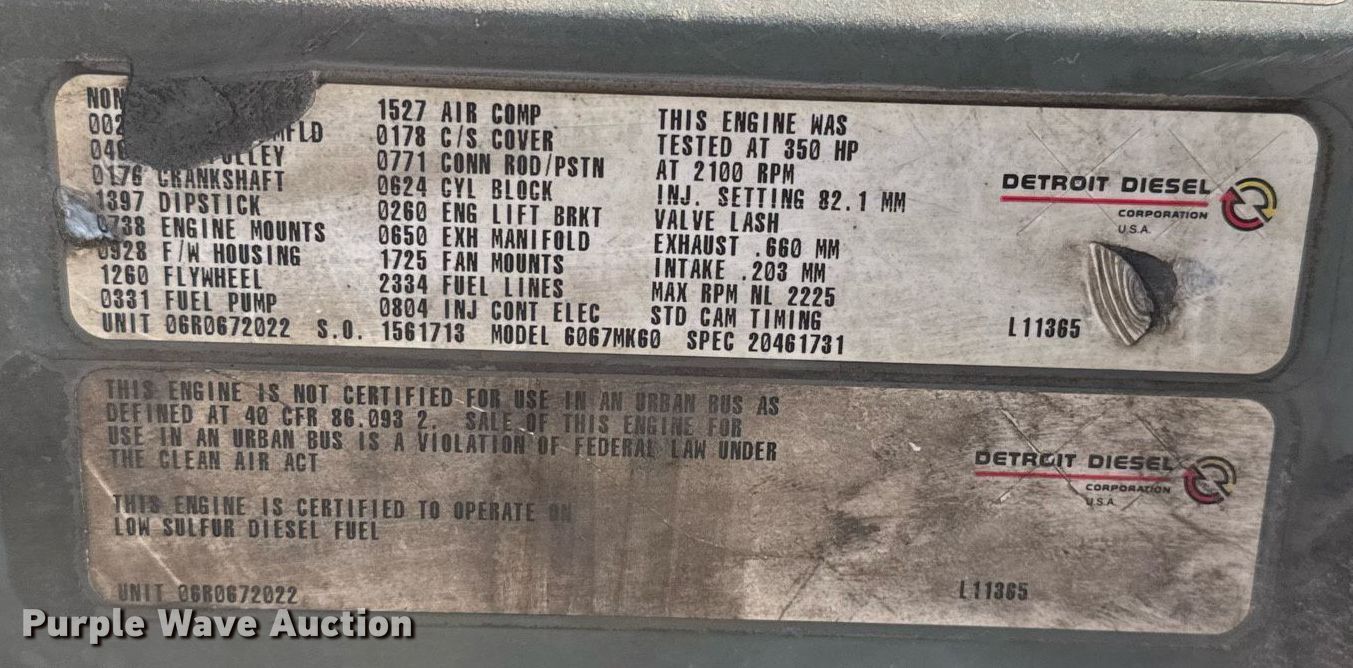 1527 AIR COMP
0178 C/S COVER
0771 CONN ROD/PSTN
0176 CRANKSHAFT
0624 CYL BLOCK
1397 DIPSTICK
0260 ENG LIFT BRKT
0738 ENGINE MOUNTS
0650 EXH MANIFOLD
0928 F/W HOUSING
1725 FAN MOUNTS
1260 FLYWHEEL
2334 FUEL LINES
0331 FUEL PUMP
0804 INJ CONT ELEC
THIS ENGINE WAS
TESTED AT 350 HP
AT 2100 RPM
INJ. SETTING 82.1 MM
VALVE LASH
EXHAUST .660 MM
INTAKE .203 MM
MAX RPM NL 2225
STD CAM TIMING
UNIT 06R0672022 S.O. 1561713 MODEL 6067MK60 SPEC 20461731
DETROIT DIESEL
CORPORATION
U.S.A.
L11365
THIS ENGINE IS NOT CERTIFIED FOR USE IN AN URBAN BUS AS
DEFINED AT 40 CFR 86.093 2. SALE OF THIS ENGINE FOR
USE IN AN URBAN BUS IS A VIOLATION OF FEDERAL LAW UNDER
THE CLEAN AIR ACT
THIS ENGINE IS CERTIFIED TO OPERATE ON
LOW SULFUR DIESEL FUEL
DETROIT DIESEL
CORPORATION
U.S.A.
UNIT 06R0672022
L11365
Purple Wave Auction